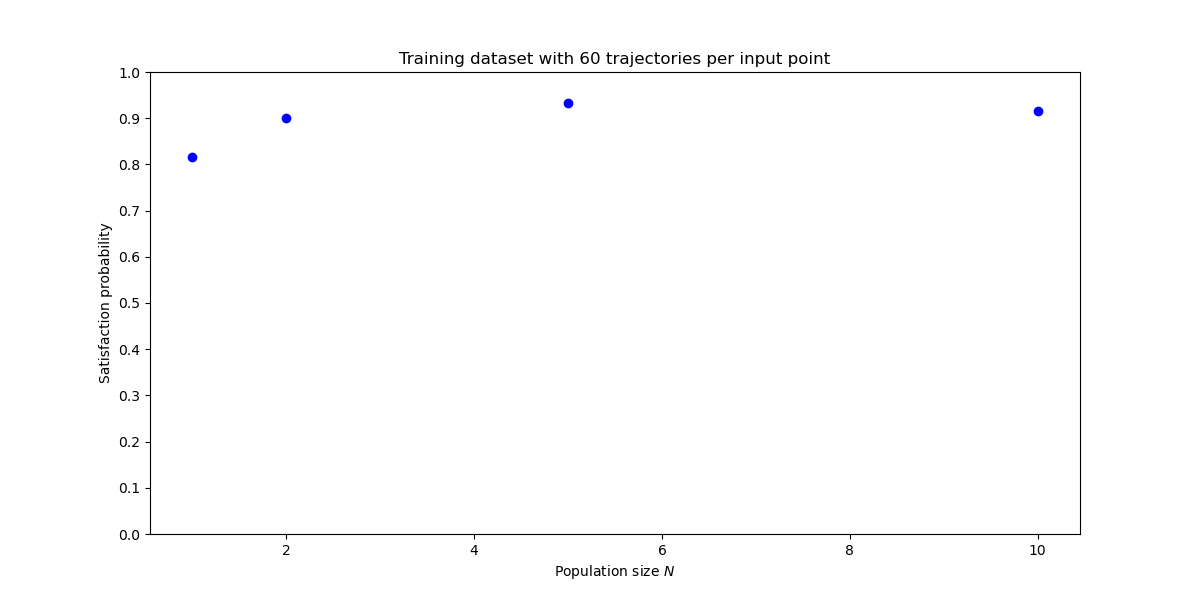 Training dataset with 60 trajectories per input point
1.0
0.9
0.8
0.7
0.6
0.5
0.4
0.3
0.2
0.1
0.0
Satisfaction probability
2 4 6 8 10
Population size N